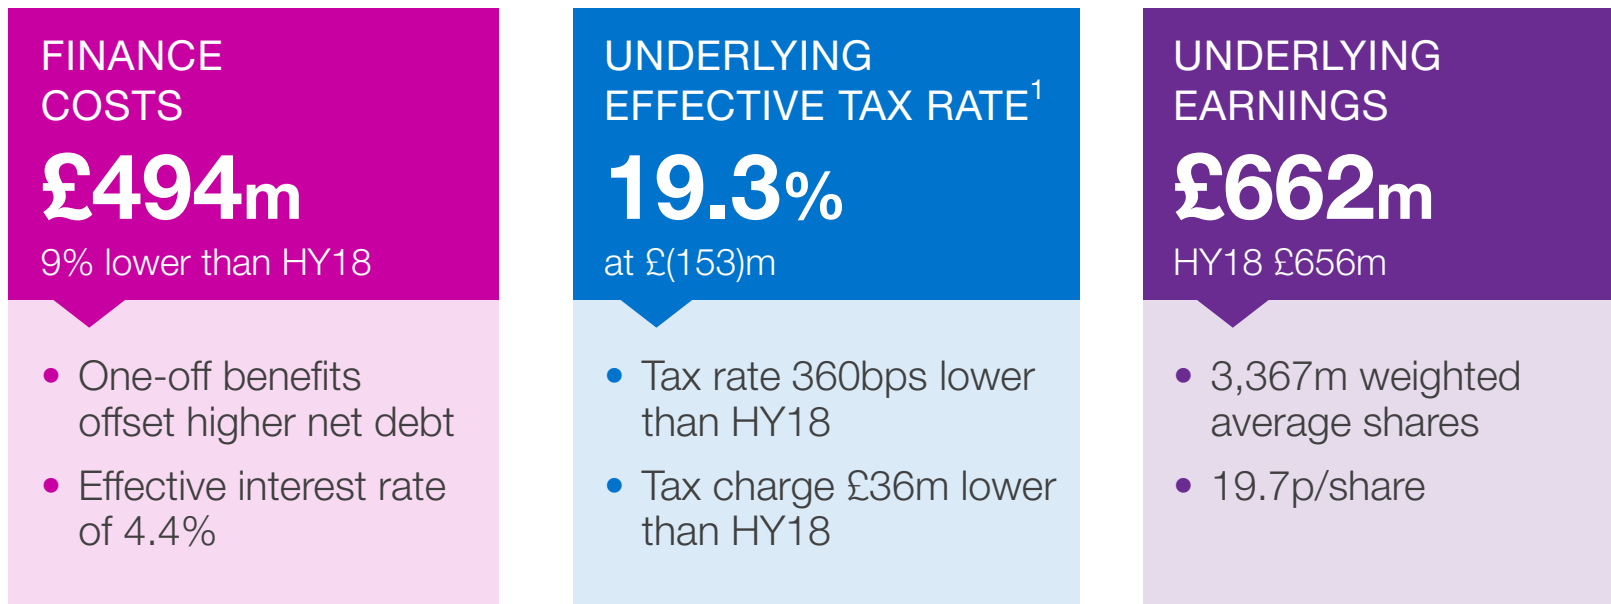 FINANCE
COSTS
£494m
9% lower than HY18
• One-off benefits
offset higher net debt
• Effective interest rate
of 4.4%
UNDERLYING
EFFECTIVE TAX RATE¹
19.3%
at £(153)m
• Tax rate 360bps lower
than HY18
• Tax charge £36m lower
than HY18
UNDERLYING
EARNINGS
£662m
HY18 £656m
• 3,367m weighted
average shares
• 19.7p/share